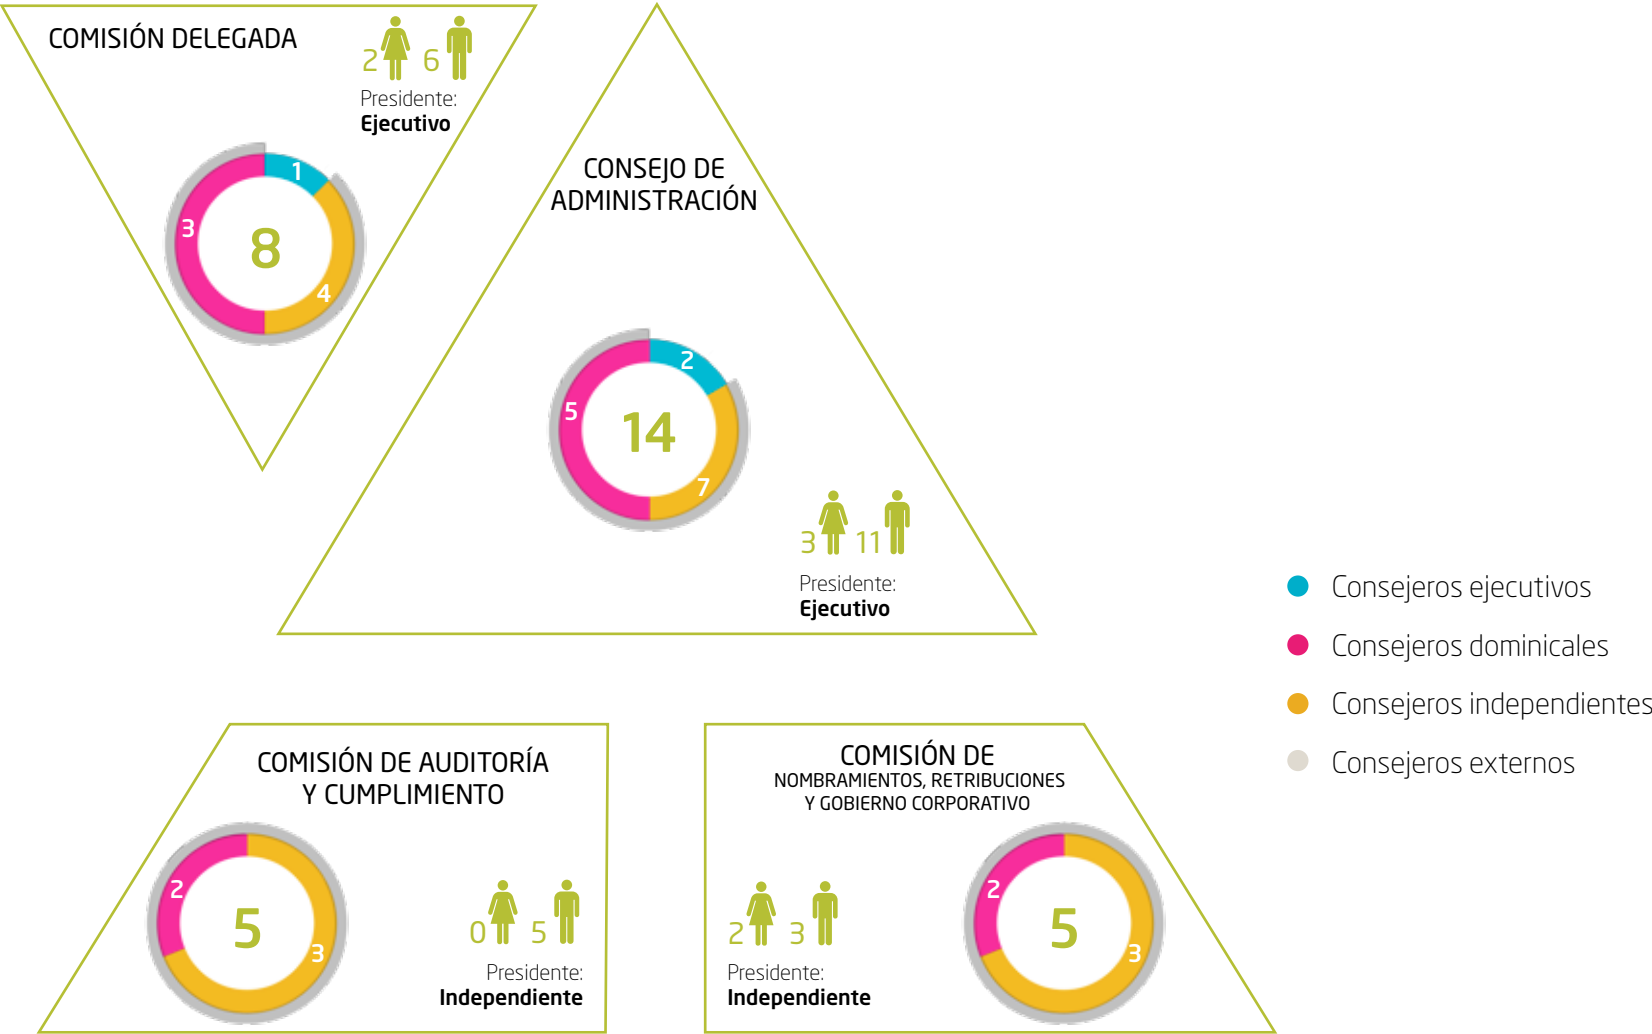 COMISIÓN DELEGADA
2 6
Presidente:
Ejecutivo
1
3
8
4
CONSEJO DE
ADMINISTRACIÓN
2
5
14
7
3 11
Presidente:
Ejecutivo
Consejeros ejecutivos
Consejeros dominicales
Consejeros independientes
Consejeros externos
COMISIÓN DE AUDITORÍA
Y CUMPLIMIENTO
2
5
3
0 5
Presidente:
Independiente
COMISIÓN DE
NOMBRAMIENTOS, RETRIBUCIONES
Y GOBIERNO CORPORATIVO
2 3
Presidente:
Independiente
2
5
3